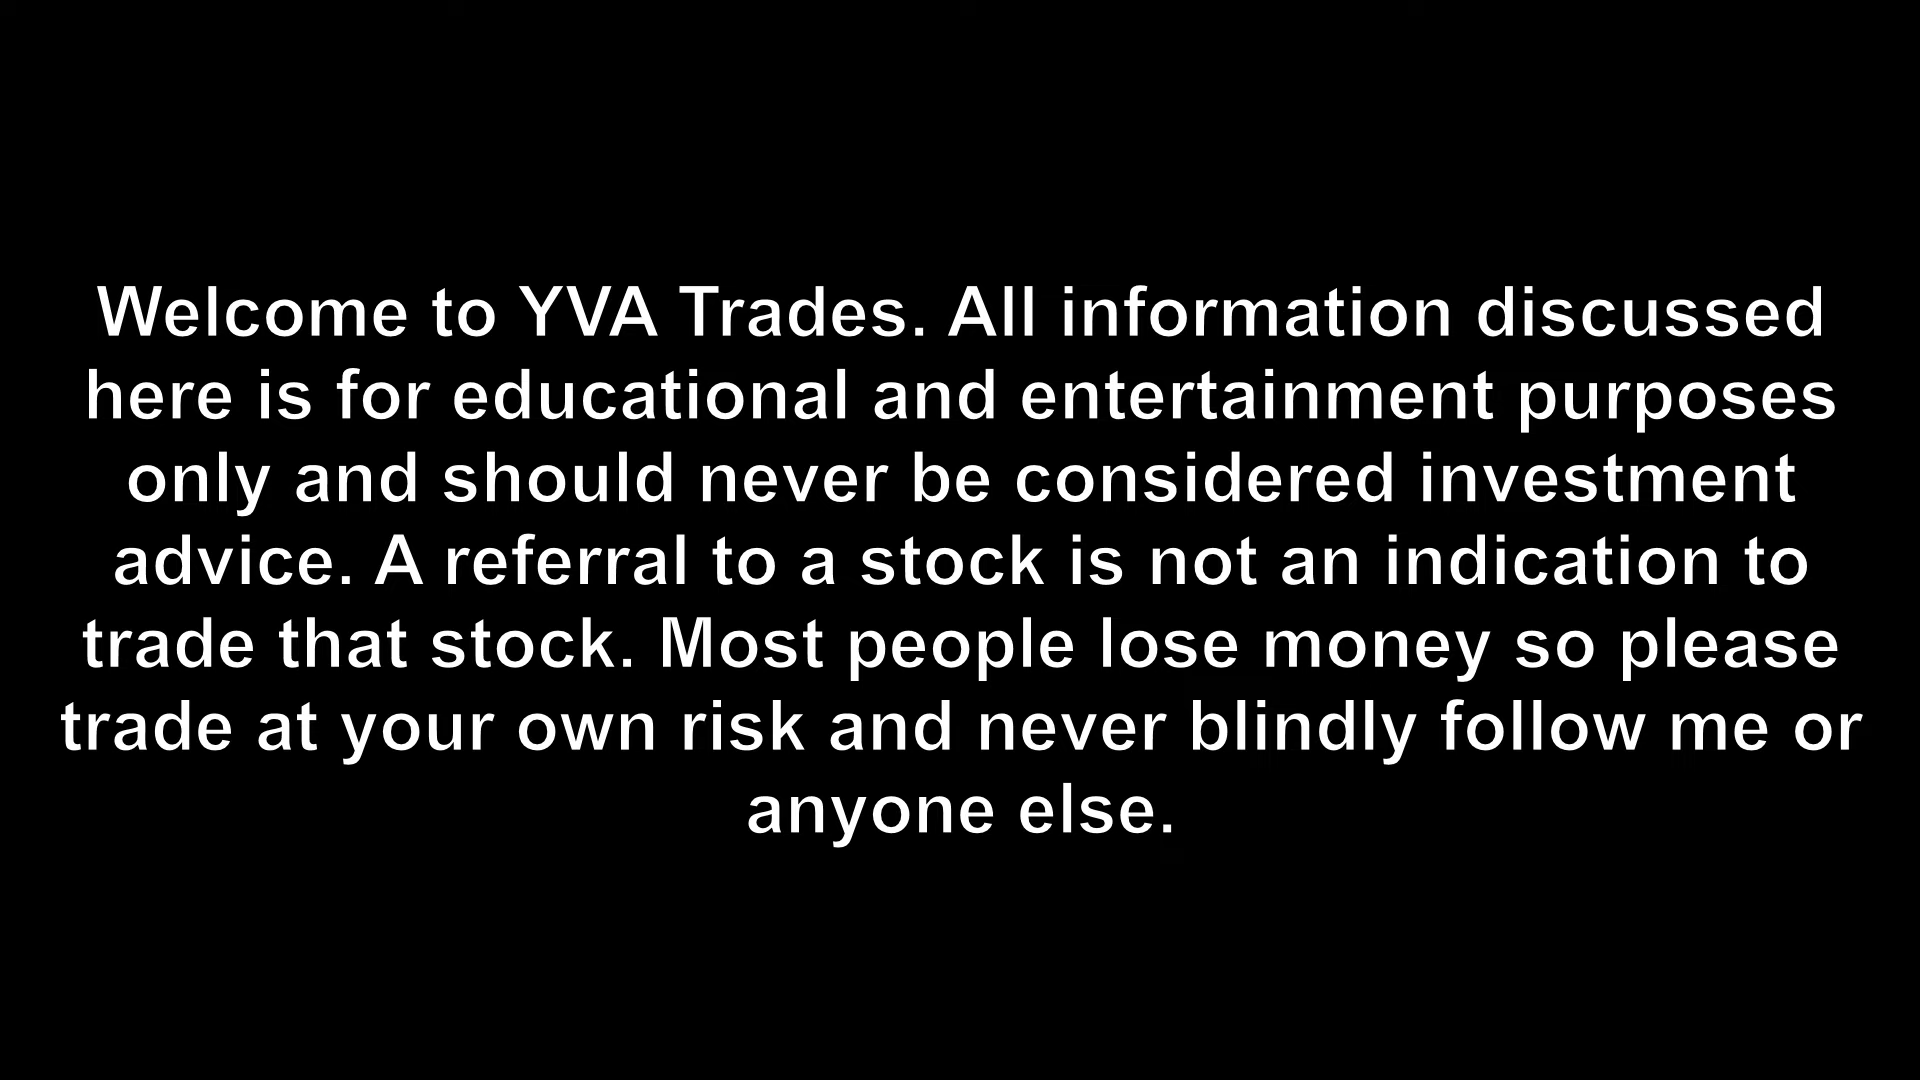 Welcome to YVA Trades. All information discussed
here is for educational and entertainment purposes
only and should never be considered investment
advice. A referral to a stock is not an indication to
trade that stock. Most people lose money so please
trade at your own risk and never blindly follow me or
anyone else.